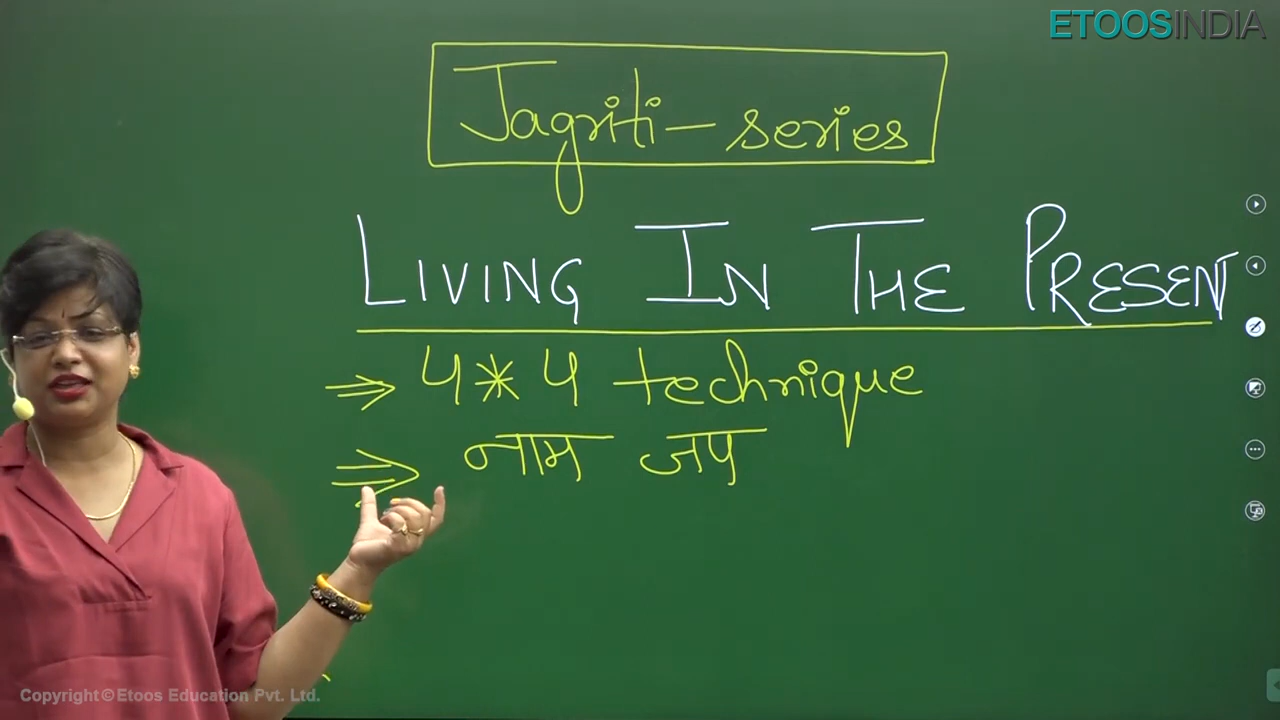 ETOOSINDIA
Jagriti - series
LIVING IN THE PRESENT
⇒ 4*4 technique
⇒ नाम जप
Copyright © Etoos Education Pvt. Ltd.